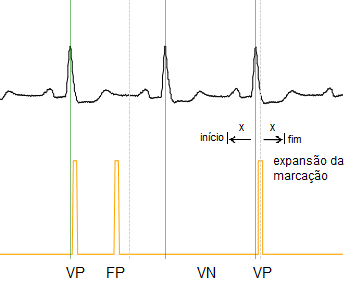 x x
início fim
expansão da
marcação
VP FP VN VP